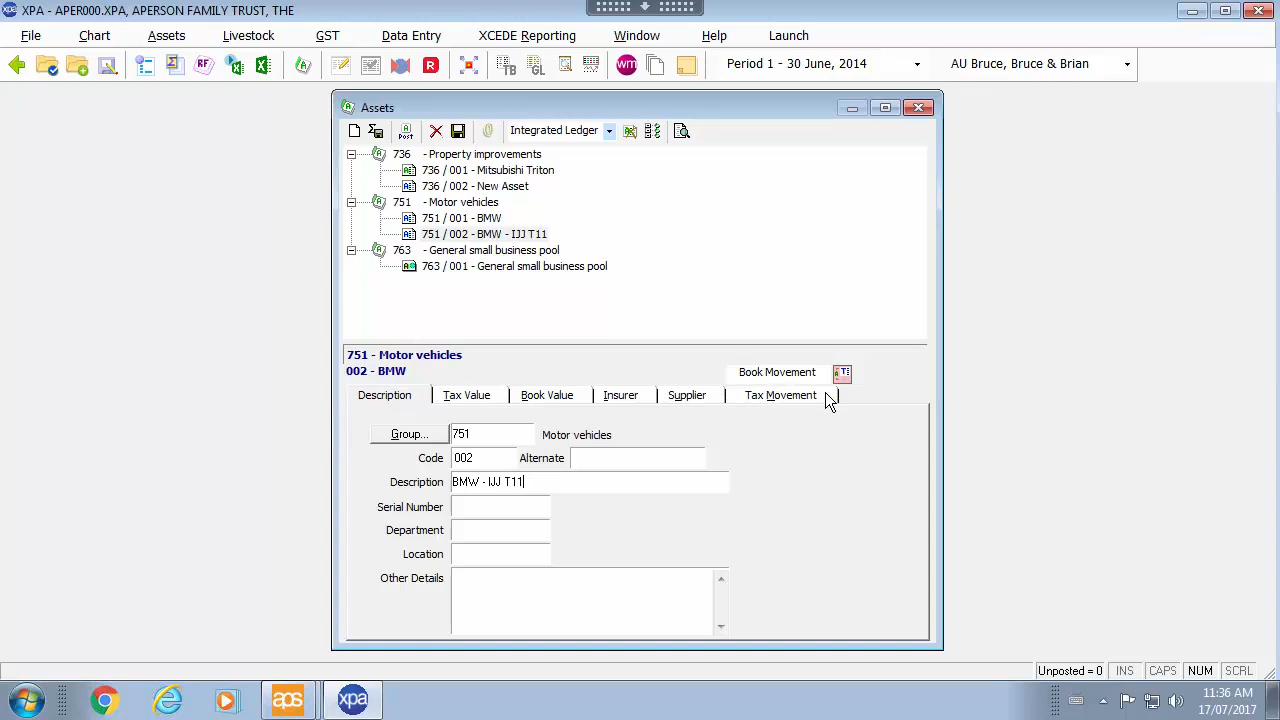 XPA - APER000.XPA, APERSON FAMILY TRUST, THE
File Chart Assets Livestock GST Data Entry XCEDE Reporting Window Help Launch
RF R TB GL wm Period 1 - 30 June, 2014 AU Bruce, Bruce & Brian
Assets
Post Integrated Ledger
736 - Property improvements
736 / 001 - Mitsubishi Triton
736 / 002 - New Asset
751 - Motor vehicles
751 / 001 - BMW
751 / 002 - BMW - IJJ T11
763 - General small business pool
763 / 001 - General small business pool
751 - Motor vehicles
002 - BMW
Book Movement
Description Tax Value Book Value Insurer Supplier Tax Movement
Group... 751 Motor vehicles
Code 002 Alternate
Description BMW - IJJ T11
Serial Number
Department
Location
Other Details
Unposted = 0 INS CAPS NUM SCRL
aps xpa
11:36 AM
17/07/2017